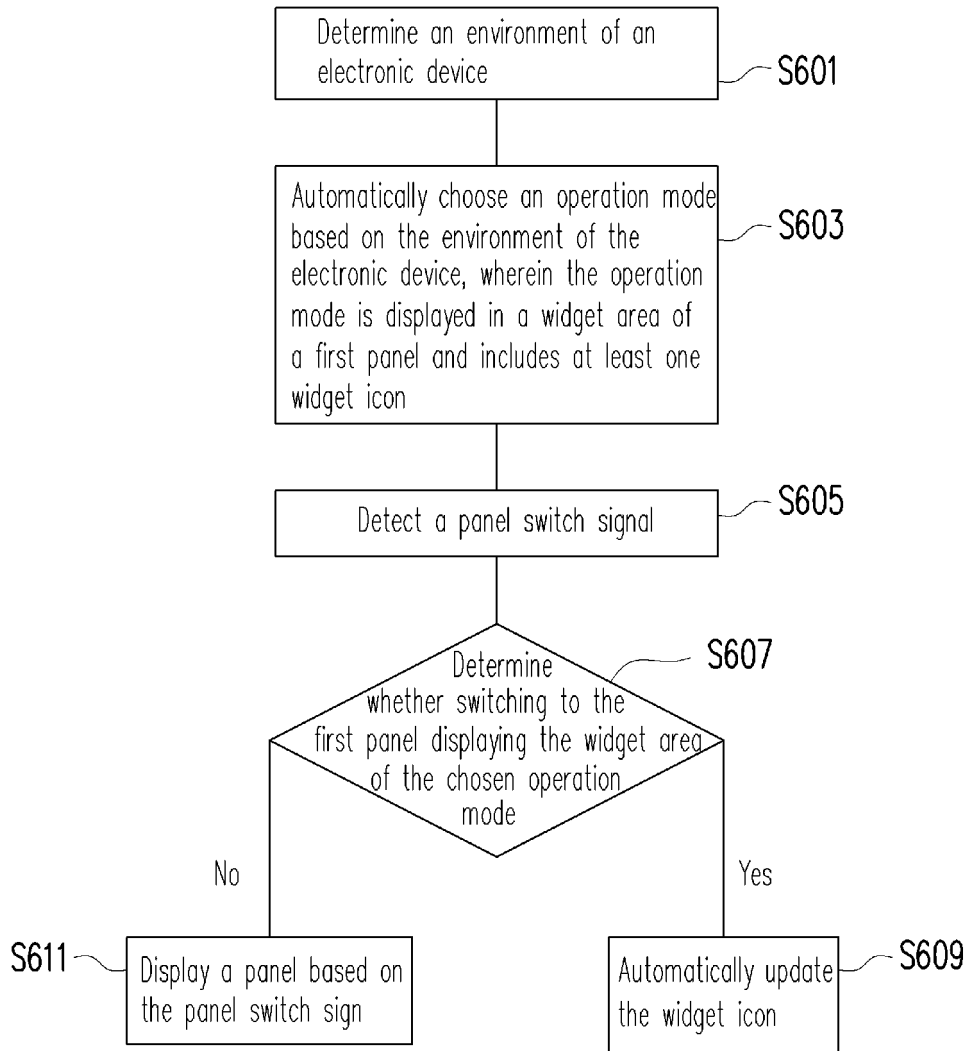 Determine an environment of an
electronic device
S601
Automatically choose an operation mode
based on the environment of the
electronic device, wherein the operation
mode is displayed in a widget area of
a first panel and includes at least one
widget icon
S603
Detect a panel switch signal
S605
Determine
whether switching to the
first panel displaying the widget area
of the chosen operation
mode
S607
No
Yes
S611
Display a panel based on
the panel switch sign
Automatically update
the widget icon
S609